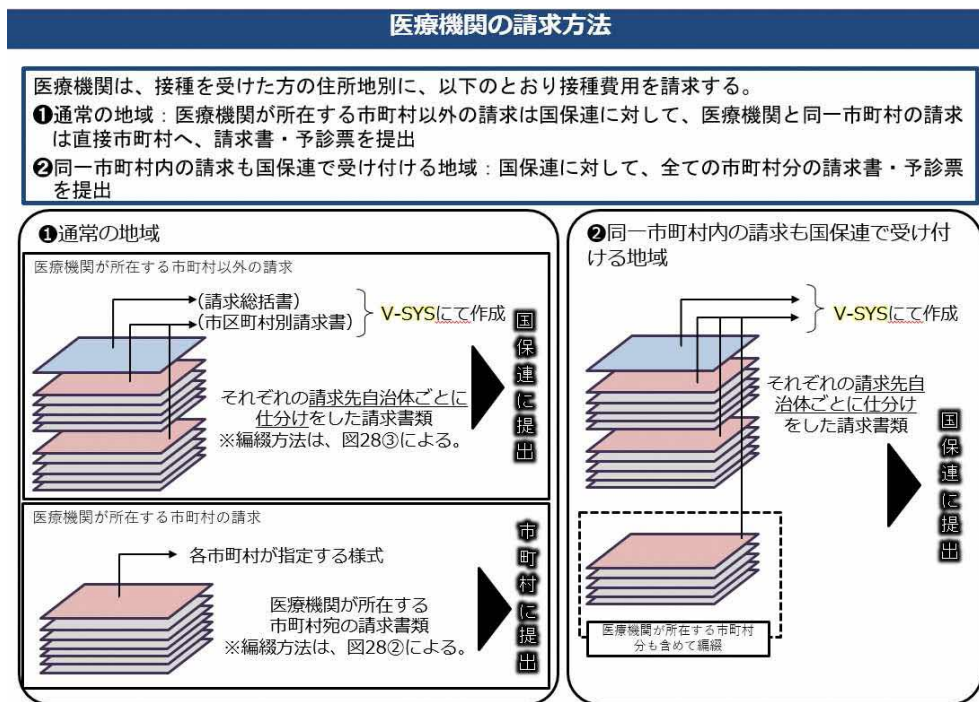 医療機関の請求方法
医療機関は、接種を受けた方の住所地別に、以下のとおり接種費用を請求する。
❶通常の地域：医療機関が所在する市町村以外の請求は国保連に対して、医療機関と同一市町村の請求
は直接市町村へ、請求書・予診票を提出
❷同一市町村内の請求も国保連で受け付ける地域：国保連に対して、全ての市町村分の請求書・予診票
を提出
❶通常の地域
医療機関が所在する市町村以外の請求
(請求総括書)
(市区町村別請求書)
V-SYSにて作成
それぞれの請求先自治体ごとに
仕分けをした請求書類
※編綴方法は、図28③による。
国保連に提出
医療機関が所在する市町村の請求
各市町村が指定する様式
医療機関が所在する
市町村宛の請求書類
※編綴方法は、図28②による。
市町村に提出
❷同一市町村内の請求も国保連で受け付
ける地域
V-SYSにて作成
それぞれの請求先自
治体ごとに仕分け
をした請求書類
国保連に提出
医療機関が所在する市町村
分も含めて編綴